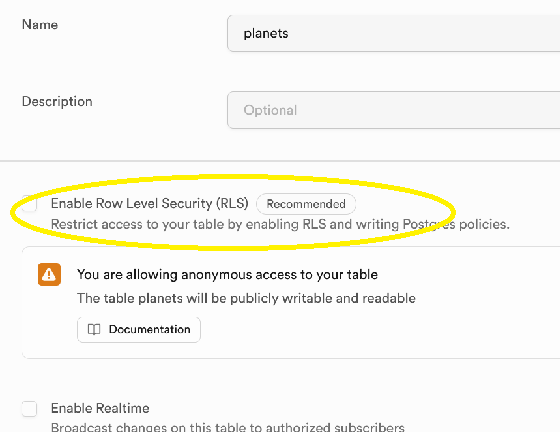 Name
planets
Description
Optional
Enable Row Level Security (RLS) Recommended
Restrict access to your table by enabling RLS and writing Postgres policies.
You are allowing anonymous access to your table
The table planets will be publicly writable and readable
Documentation
Enable Realtime
Broadcast changes on this table to authorized subscribers